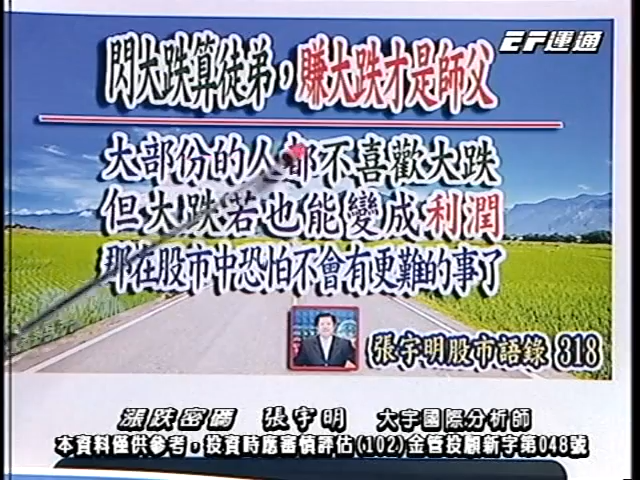 EF運通
閃大跌算徒弟，賺大跌才是師父
大部份的人都不喜歡大跌
但大跌若也能變成利潤
那在股市中恐怕不會有更難的事了
張宇明股市語錄 318
漲跌密碼 張宇明 大宇國際分析師
本資料僅供參考，投資時應審慎評估(102)金管投顧新字第048號